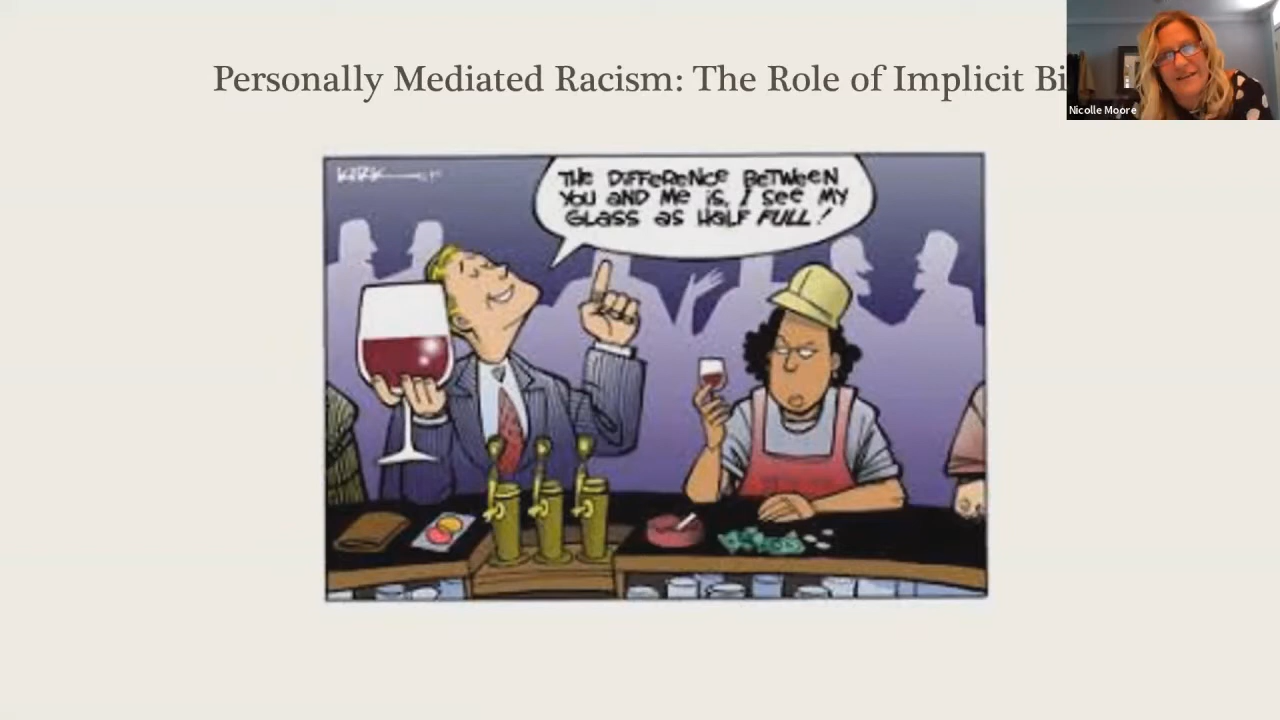 Personally Mediated Racism: The Role of Implicit Bi
Nicolle Moore
KIRK
THE DIFFERENCE BETWEEN
YOU AND ME IS, I SEE MY
GLASS AS HALF FULL!